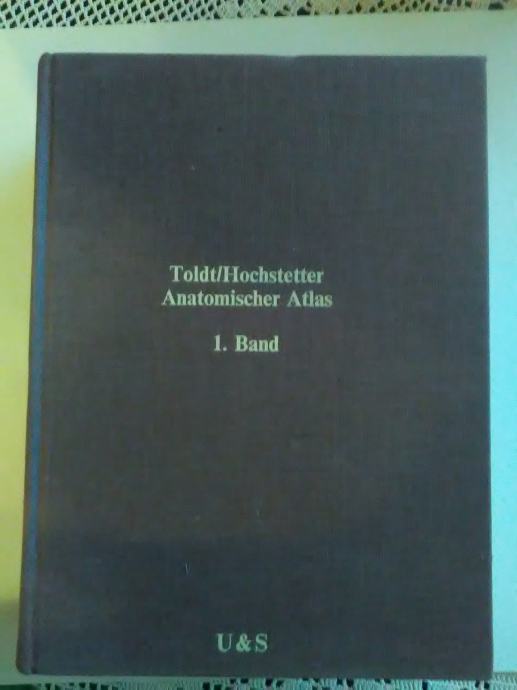 Toldt/Hochstetter
Anatomischer Atlas
1. Band
U & S